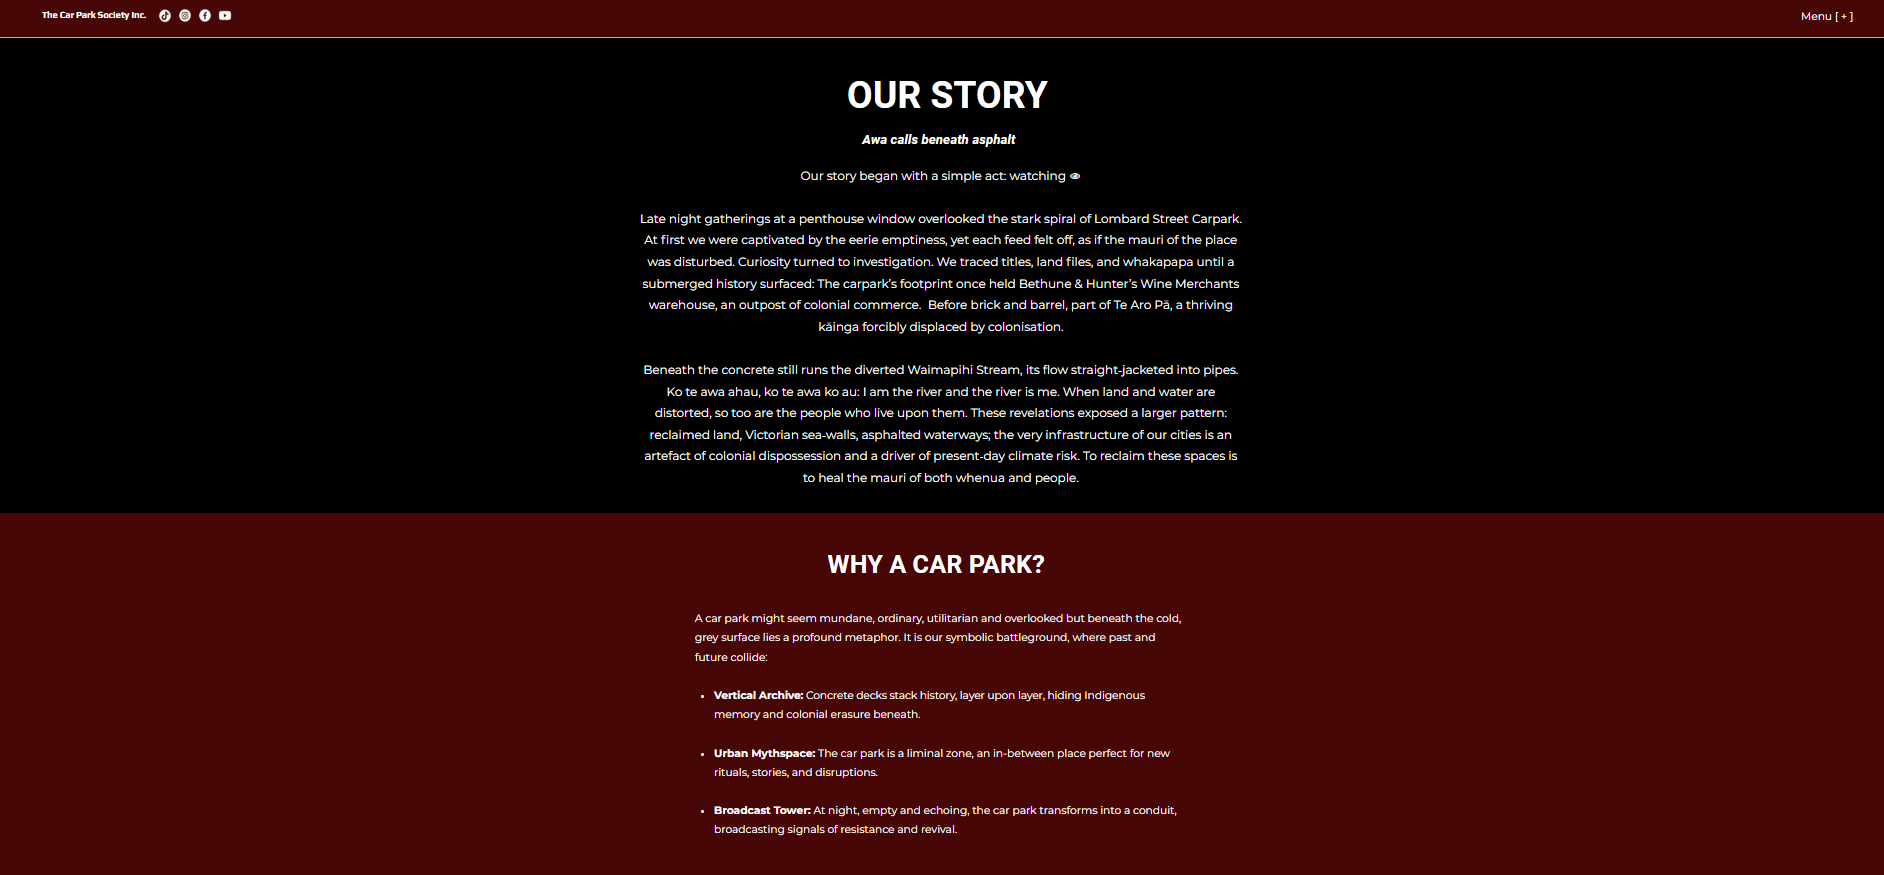 The Car Park Society Inc.
Menu [ + ]
OUR STORY
Awa calls beneath asphalt
Our story began with a simple act: watching
Late night gatherings at a penthouse window overlooked the stark spiral of Lombard Street Carpark.
At first we were captivated by the eerie emptiness, yet each feed felt off, as if the mauri of the place
was disturbed. Curiosity turned to investigation. We traced titles, land files, and whakapapa until a
submerged history surfaced: The carpark's footprint once held Bethune & Hunter's Wine Merchants
warehouse, an outpost of colonial commerce.  Before brick and barrel, part of Te Aro Pā, a thriving
kāinga forcibly displaced by colonisation.
Beneath the concrete still runs the diverted Waimapihi Stream, its flow straight-jacketed into pipes.
Ko te awa ahau, ko te awa ko au: I am the river and the river is me. When land and water are
distorted, so too are the people who live upon them. These revelations exposed a larger pattern:
reclaimed land, Victorian sea-walls, asphalted waterways; the very infrastructure of our cities is an
artefact of colonial dispossession and a driver of present-day climate risk. To reclaim these spaces is
to heal the mauri of both whenua and people.
WHY A CAR PARK?
A car park might seem mundane, ordinary, utilitarian and overlooked but beneath the cold,
grey surface lies a profound metaphor. It is our symbolic battleground, where past and
future collide:
• Vertical Archive: Concrete decks stack history, layer upon layer, hiding Indigenous
memory and colonial erasure beneath.
• Urban Mythspace: The car park is a liminal zone, an in-between place perfect for new
rituals, stories, and disruptions.
• Broadcast Tower: At night, empty and echoing, the car park transforms into a conduit,
broadcasting signals of resistance and revival.